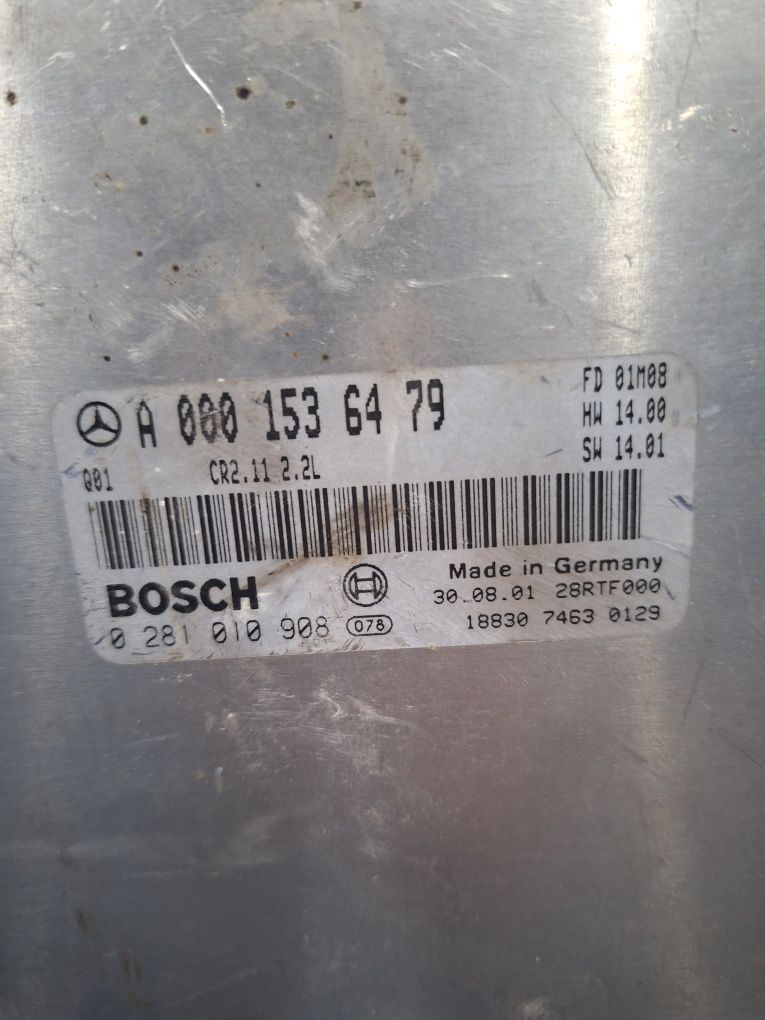 A 000 153 64 79
FD 01M08
HW 14.00
SW 14.01
Q01 CR2.11 2.2L
BOSCH
Made in Germany
30.08.01 28RTF000
0 281 010 908 078
18830 7463 0129